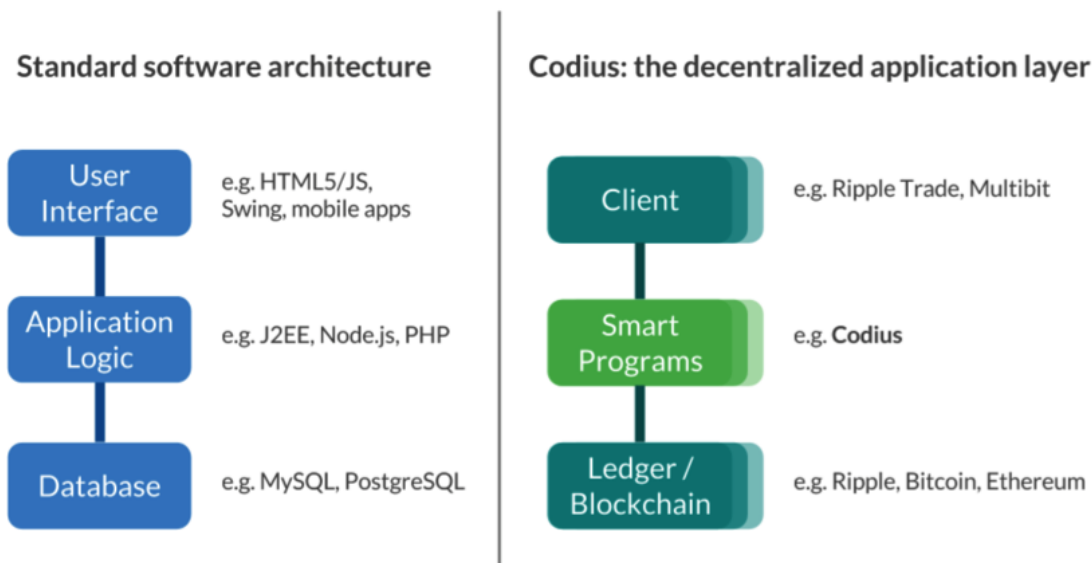 Standard software architecture
User
Interface
e.g. HTML5/JS,
Swing, mobile apps
Application
Logic
e.g. J2EE, Node.js, PHP
Database
e.g. MySQL, PostgreSQL
Codius: the decentralized application layer
Client
e.g. Ripple Trade, Multibit
Smart
Programs
e.g. Codius
Ledger /
Blockchain
e.g. Ripple, Bitcoin, Ethereum